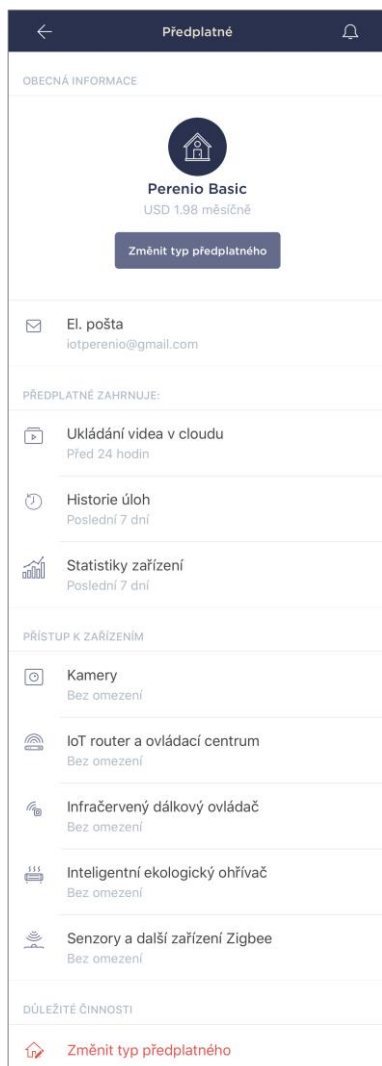 Předplatné
OBECNÁ INFORMACE
Perenio Basic
USD 1.98 měsíčně
Změnit typ předplatného
El. pošta
iotperenio@gmail.com
PŘEDPLATNÉ ZAHRNUJE:
Ukládání videa v cloudu
Před 24 hodin
Historie úloh
Poslední 7 dní
Statistiky zařízení
Poslední 7 dní
PŘÍSTUP K ZAŘÍZENÍM
Kamery
Bez omezení
IoT router a ovládací centrum
Bez omezení
Infračervený dálkový ovládač
Bez omezení
Inteligentní ekologický ohřívač
Bez omezení
Senzory a další zařízení Zigbee
Bez omezení
DŮLEŽITÉ ČINNOSTI
Změnit typ předplatného